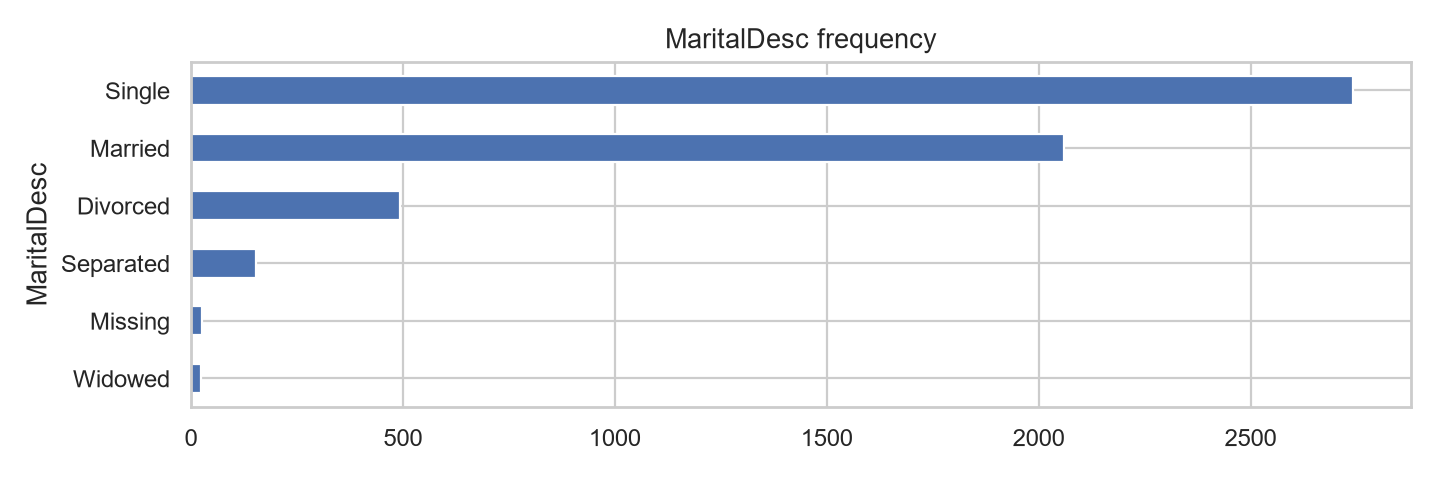 MaritalDesc frequency
MaritalDesc
Single
Married
Divorced
Separated
Missing
Widowed
0 500 1000 1500 2000 2500